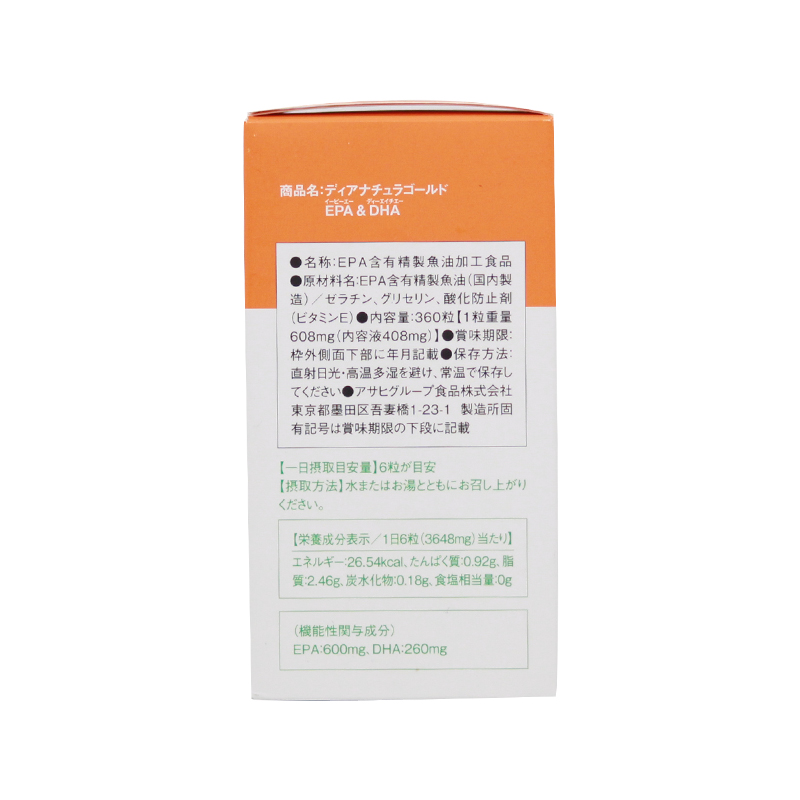 商品名:ディアナチュラゴールド
イーピーエー ディーエイチエー
EPA & DHA
●名称:EPA含有精製魚油加工食品
●原材料名:EPA含有精製魚油(国内製
造)/ゼラチン、グリセリン、酸化防止剤
(ビタミンE)●内容量:360粒【1粒重量
608mg(内容液408mg)】●賞味期限:
枠外側面下部に年月記載●保存方法:
直射日光・高温多湿を避け、常温で保存し
てください●アサヒグループ食品株式会社
東京都墨田区吾妻橋1-23-1 製造所固
有記号は賞味期限の下段に記載
【一日摂取目安量】6粒が目安
【摂取方法】水またはお湯とともにお召し上がり
ください。
【栄養成分表示/1日6粒(3648mg)当たり】
エネルギー:26.54kcal、たんぱく質:0.92g、脂
質:2.46g、炭水化物:0.18g、食塩相当量:0g
(機能性関与成分)
EPA:600mg、DHA:260mg